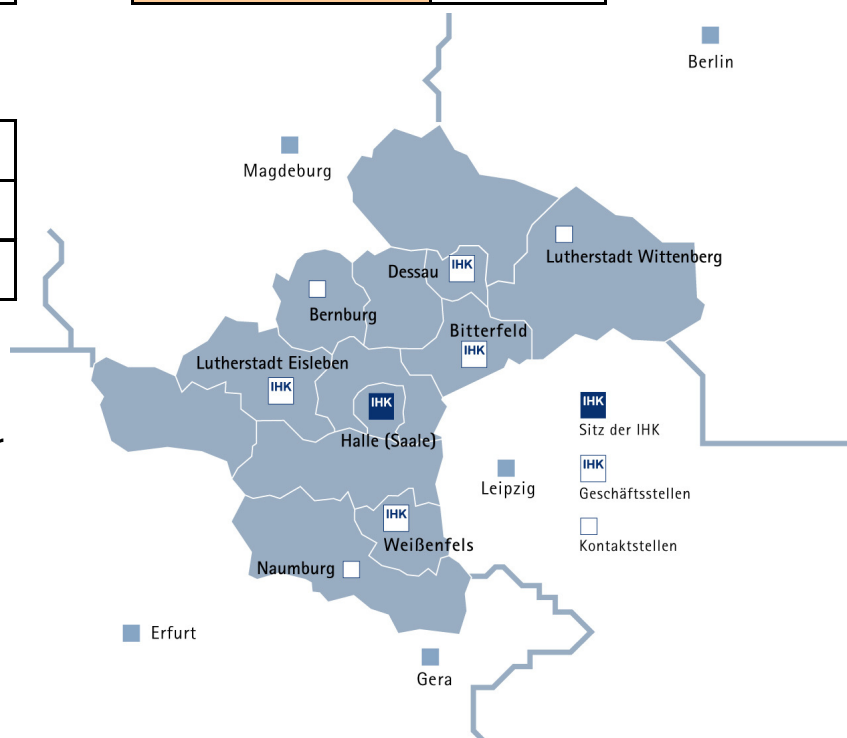 Berlin
Magdeburg
Lutherstadt Wittenberg
IHK
Dessau
Bernburg
Bitterfeld
IHK
Lutherstadt Eisleben
IHK
IHK
Halle (Saale)
IHK
Sitz der IHK
IHK
Geschäftsstellen
Kontaktstellen
Leipzig
IHK
Weißenfels
Naumburg
Erfurt
Gera